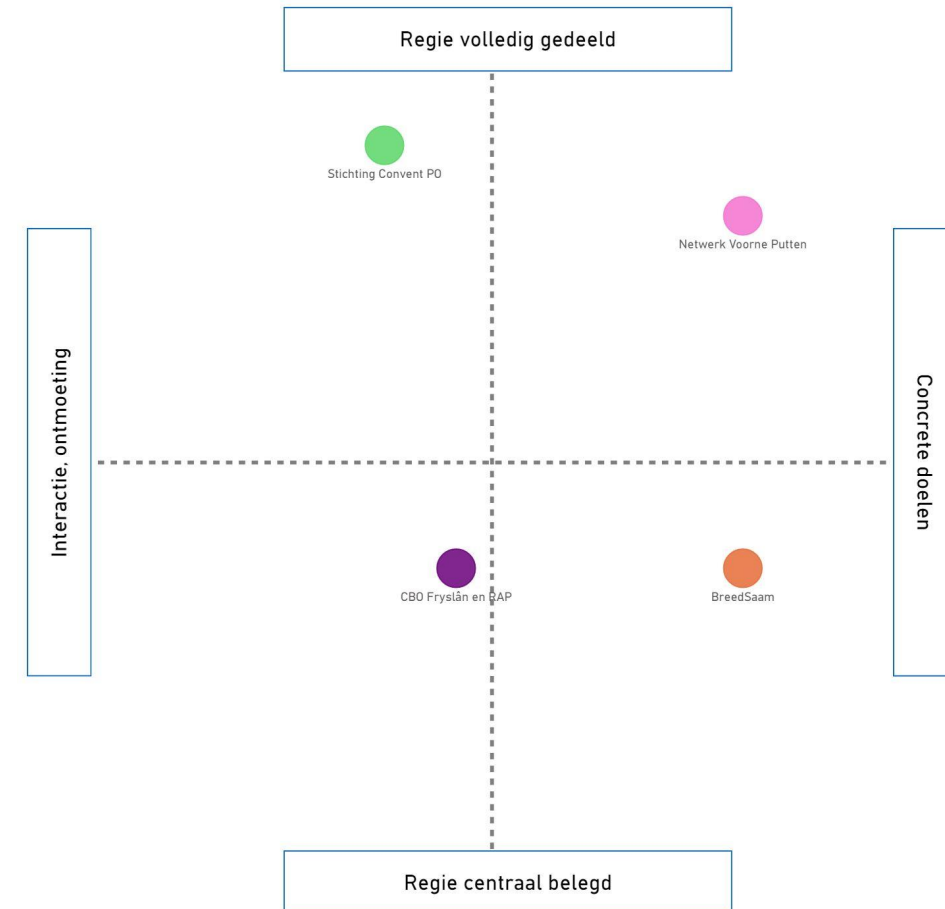 Regie volledig gedeeld
Stichting Convent PO
Netwerk Voorne Putten
Interactie, ontmoeting
Concrete doelen
CBO Fryslân en RAP
BreedSaam
Regie centraal belegd